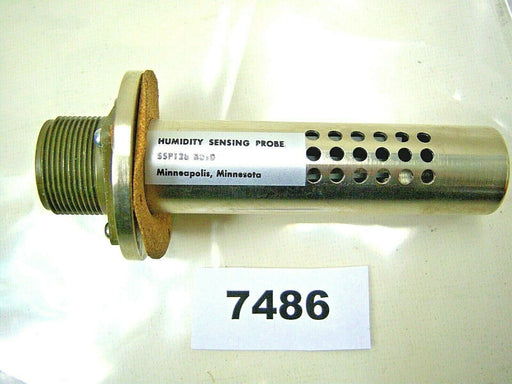 HUMIDITY SENSING PROBE
Minneapolis, Minnesota
7486